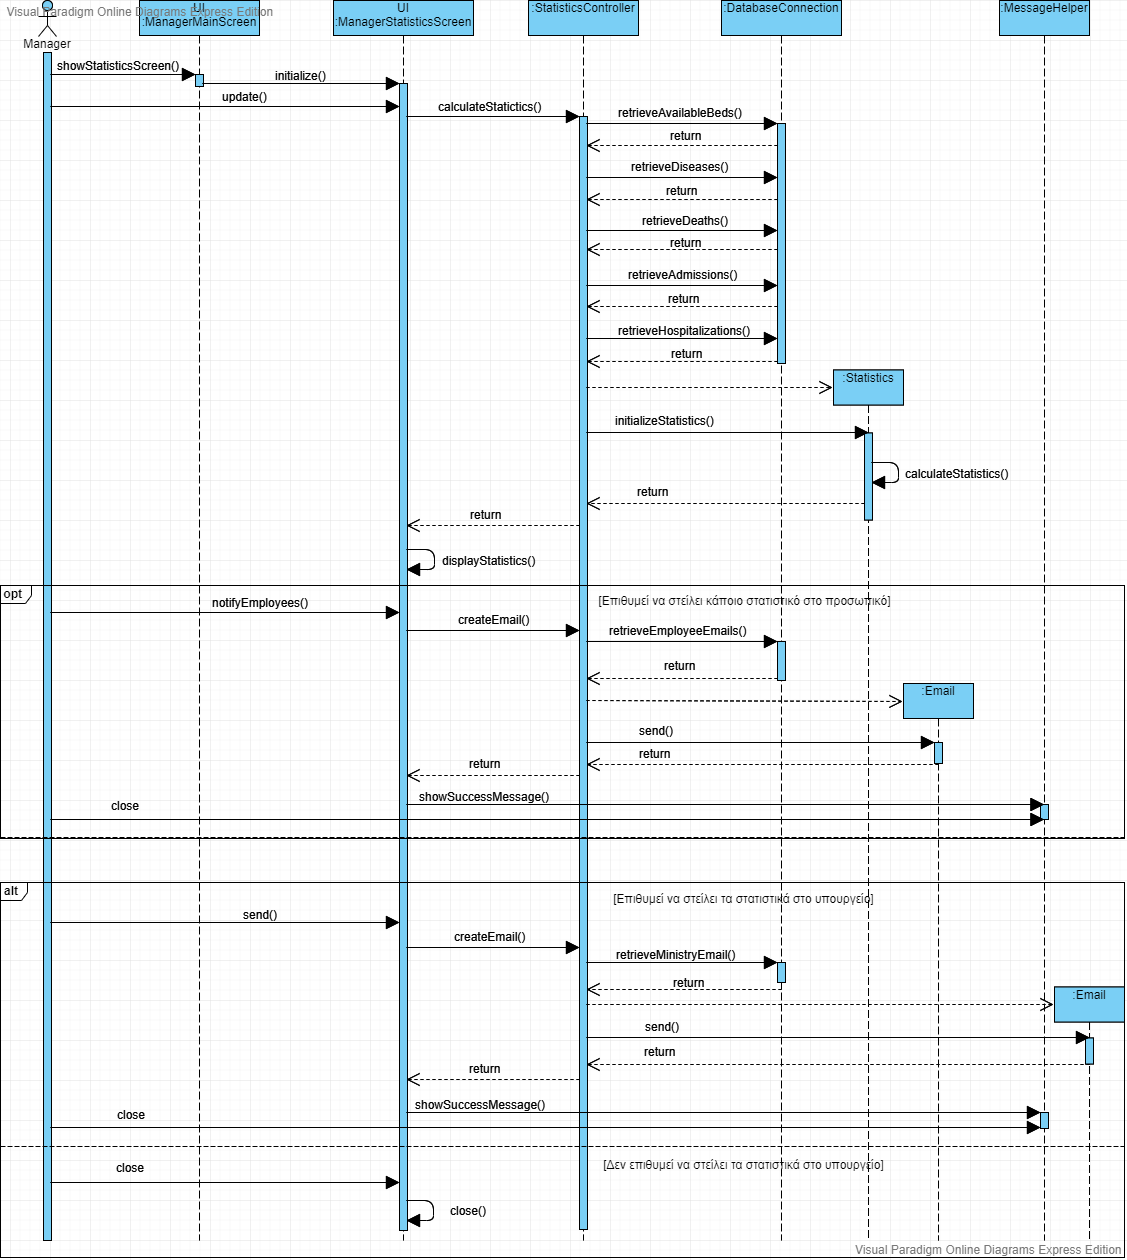 Visual Paradigm Online Diagrams Express Edition
UI
:ManagerMainScreen
UI
:ManagerStatisticsScreen
:StatisticsController
:DatabaseConnection
:MessageHelper
Manager
showStatisticsScreen()
initialize()
update()
calculateStatictics()
retrieveAvailableBeds()
return
retrieveDiseases()
return
retrieveDeaths()
return
retrieveAdmissions()
return
retrieveHospitalizations()
return
:Statistics
initializeStatistics()
calculateStatistics()
return
return
displayStatistics()
opt
[Επιθυμεί να στείλει κάποιο στατιστικό στο προσωπικό]
notifyEmployees()
createEmail()
retrieveEmployeeEmails()
return
:Email
send()
return
return
showSuccessMessage()
close
alt
[Επιθυμεί να στείλει τα στατιστικά στο υπουργείο]
send()
createEmail()
retrieveMinistryEmail()
return
:Email
send()
return
return
showSuccessMessage()
close
[Δεν επιθυμεί να στείλει τα στατιστικά στο υπουργείο]
close
close()
Visual Paradigm Online Diagrams Express Edition